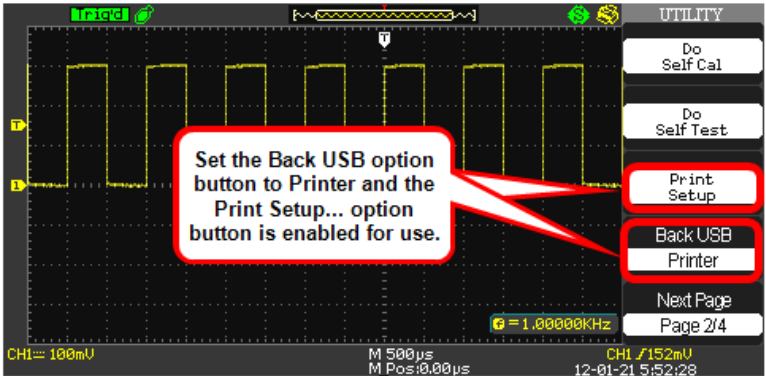 Trig'd
T
UTILITY
Do
Self Cal
Do
Self Test
Print
Setup
Back USB
Printer
Next Page
Page 2/4
T
1
Set the Back USB option
button to Printer and the
Print Setup... option
button is enabled for use.
=1.00000KHz
CH1 100mV
M 500µs
M Pos:0.00µs
CH1 /152mV
12-01-21 5:52:28